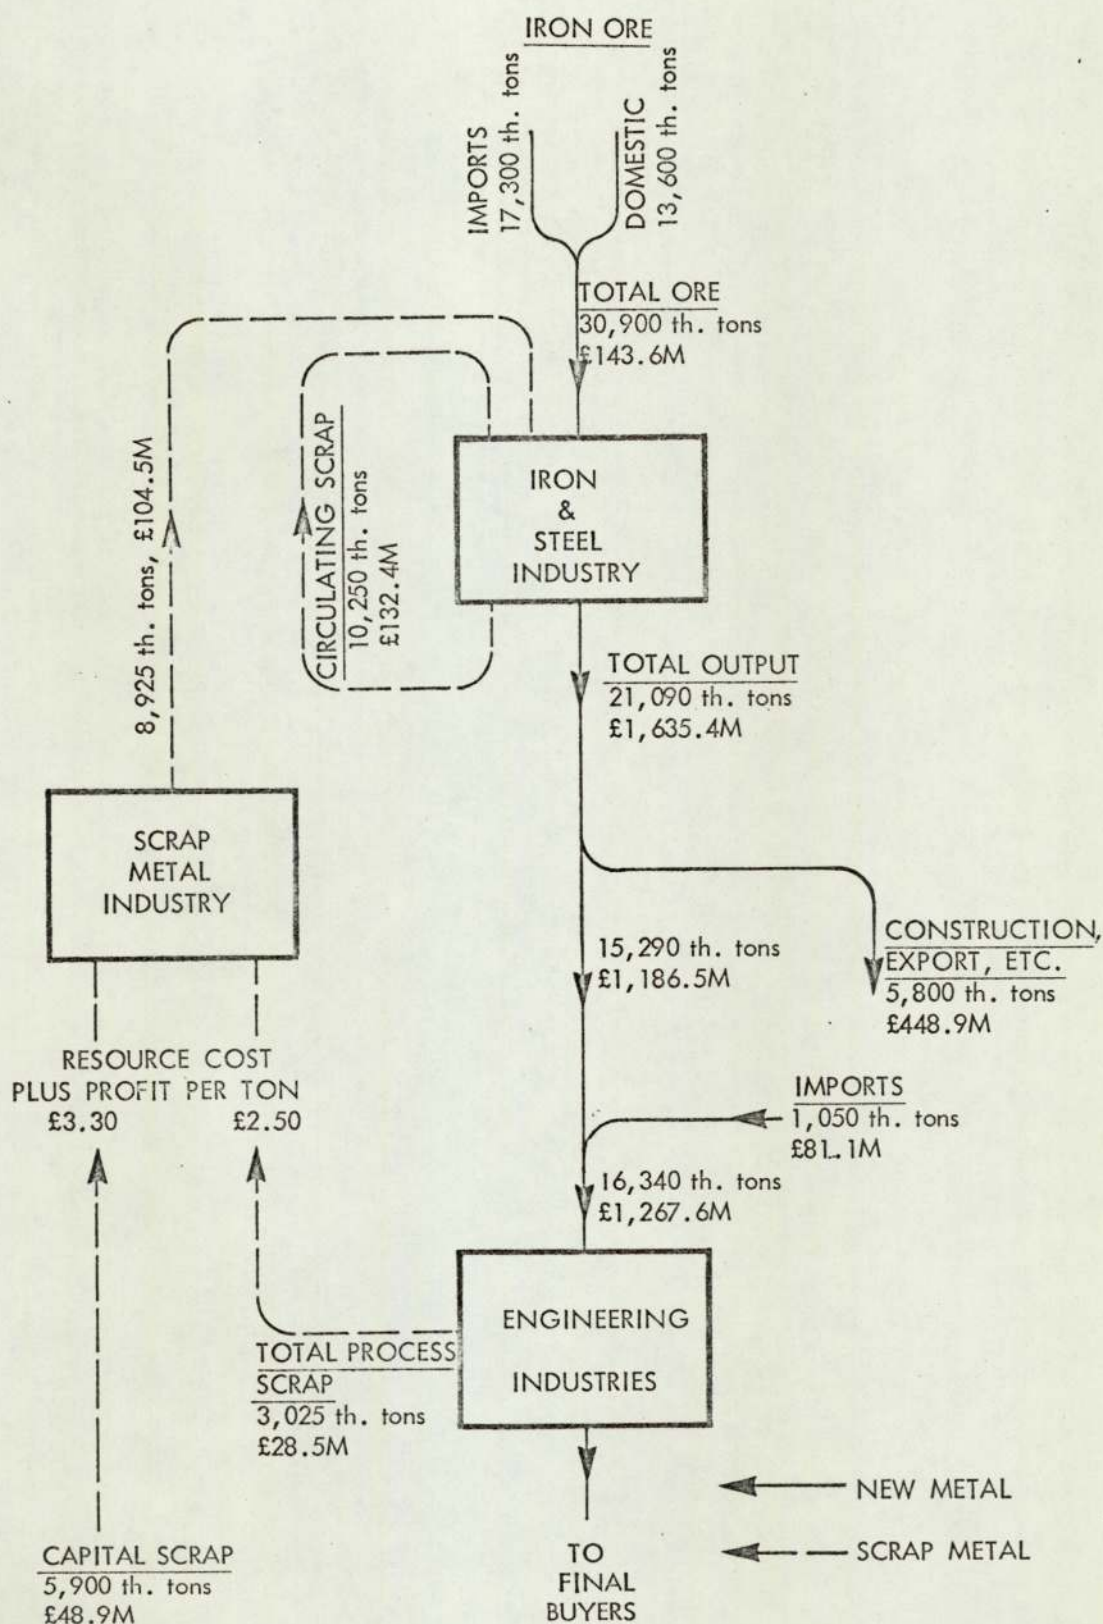 IRON ORE
IMPORTS
17,300 th. tons
DOMESTIC
13,600 th. tons
TOTAL ORE
30,900 th. tons
£143.6M
CIRCULATING SCRAP
10,250 th. tons
£132.4M
8,925 th. tons, £104.5M
IRON
&
STEEL
INDUSTRY
TOTAL OUTPUT
21,090 th. tons
£1,635.4M
SCRAP
METAL
INDUSTRY
15,290 th. tons
£1,186.5M
CONSTRUCTION,
EXPORT, ETC.
5,800 th. tons
£448.9M
RESOURCE COST
PLUS PROFIT PER TON
£3.30 £2.50
IMPORTS
1,050 th. tons
£81.1M
16,340 th. tons
£1,267.6M
ENGINEERING
INDUSTRIES
TOTAL PROCESS
SCRAP
3,025 th. tons
£28.5M
NEW METAL
SCRAP METAL
CAPITAL SCRAP
5,900 th. tons
£48.9M
TO
FINAL
BUYERS